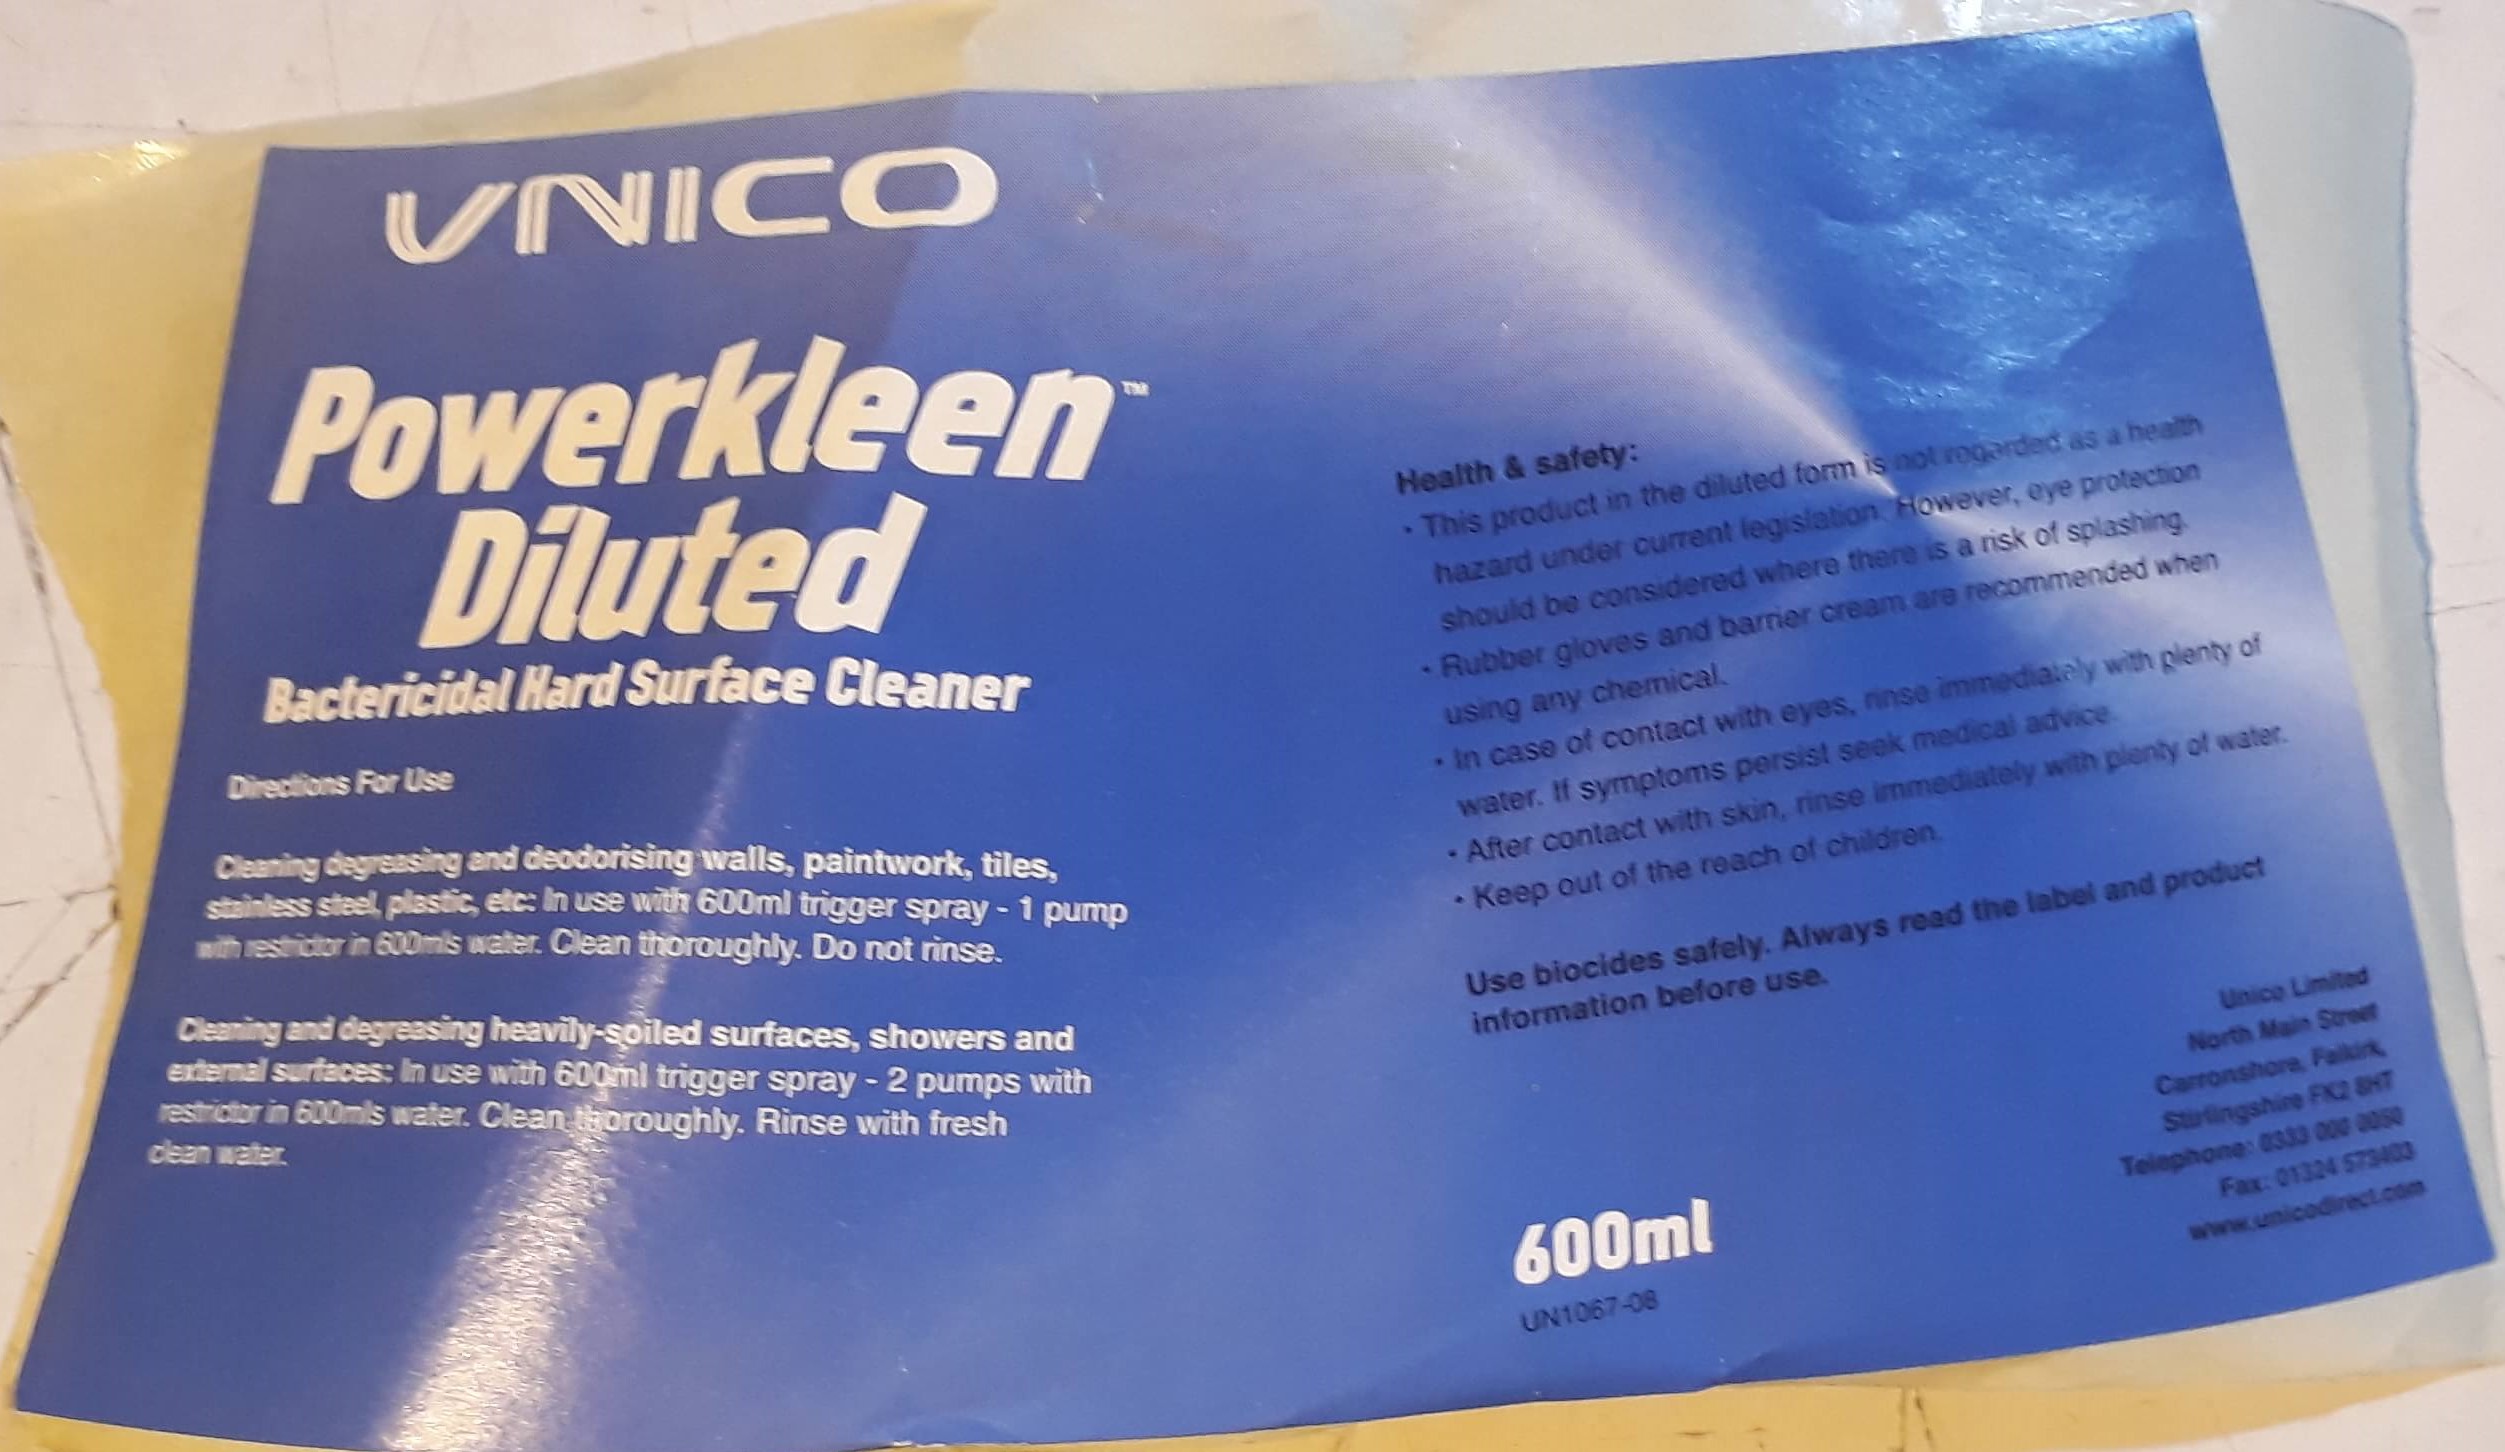 UNICO
Powerkleen™
Diluted
Bactericidal Hard Surface Cleaner
Directions For Use
Cleaning degreasing and deodorising walls, paintwork, tiles,
stainless steel, plastic, etc: In use with 600ml trigger spray - 1 pump
with restrictor in 600mls water. Clean thoroughly. Do not rinse.
Cleaning and degreasing heavily-soiled surfaces, showers and
external surfaces: In use with 600ml trigger spray - 2 pumps with
restrictor in 600mls water. Clean thoroughly. Rinse with fresh
clean water.
Health & safety:
• This product in the diluted form is not regarded as a health
hazard under current legislation. However, eye protection
should be considered where there is a risk of splashing.
• Rubber gloves and barrier cream are recommended when
using any chemical.
• In case of contact with eyes, rinse immediately with plenty of
water. If symptoms persist seek medical advice.
• After contact with skin, rinse immediately with plenty of water.
• Keep out of the reach of children.
Use biocides safely. Always read the label and product
information before use.
Unico Limited
North Main Street
Carronshore, Falkirk,
Stirlingshire FK2 8HT
Telephone: 0333 000 0050
Fax: 01324 573403
www.unicodirect.com
600ml
UN1067-08